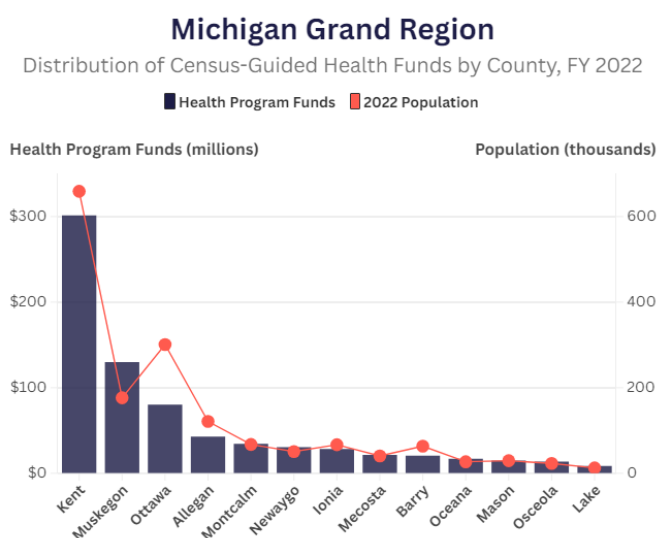 Michigan Grand Region
Distribution of Census-Guided Health Funds by County, FY 2022
Health Program Funds 2022 Population
Health Program Funds (millions) Population (thousands)
$300 600
$200 400
$100 200
$0 0
Kent Muskegon Ottawa Allegan Montcalm Newaygo Ionia Mecosta Barry Oceana Mason Osceola Lake